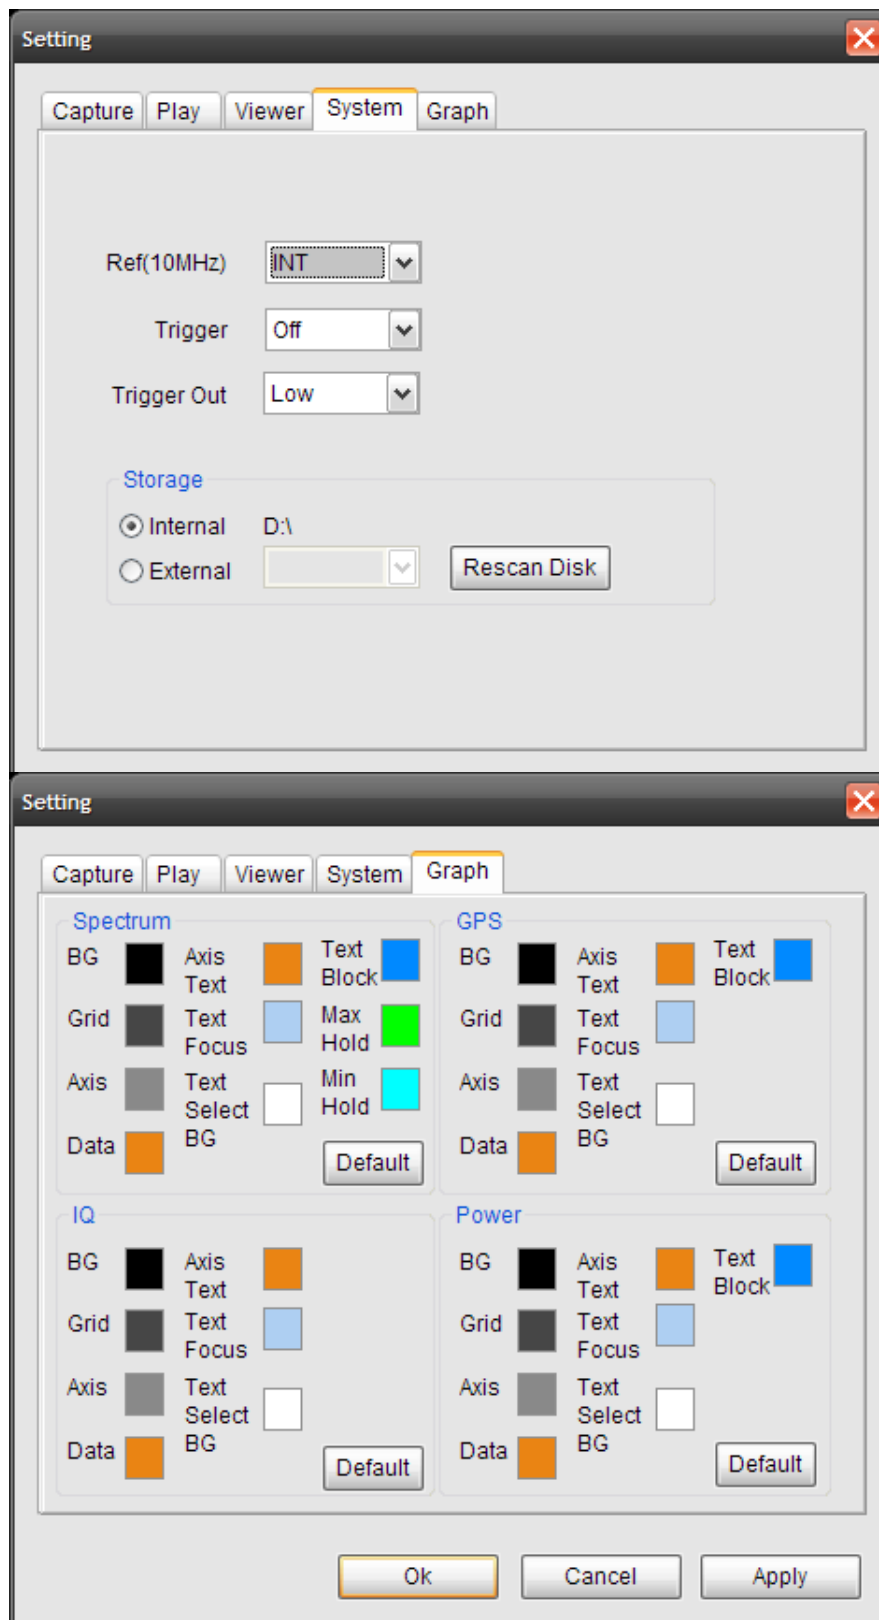 Setting
Capture Play Viewer System Graph
Ref(10MHz) INT
Trigger Off
Trigger Out Low
Storage
Internal D:\
External Rescan Disk
Setting
Capture Play Viewer System Graph
Spectrum
BG Axis Text Text Block
Grid Text Focus Max Hold
Axis Text Select BG Min Hold
Data Default
GPS
BG Axis Text Text Block
Grid Text Focus
Axis Text Select BG
Data Default
IQ
BG Axis Text
Grid Text Focus
Axis Text Select BG
Data Default
Power
BG Axis Text Text Block
Grid Text Focus
Axis Text Select BG
Data Default
Ok Cancel Apply